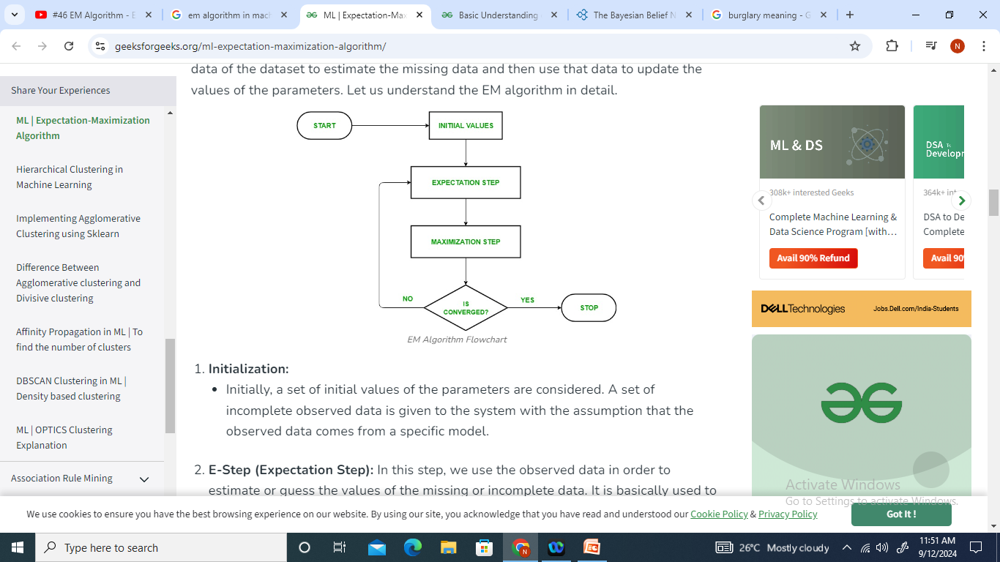 #46 EM Algorithm - E
em algorithm in mach
ML | Expectation-Max
Basic Understanding
The Bayesian Belief N
burglary meaning - G
geeksforgeeks.org/ml-expectation-maximization-algorithm/
N
Share Your Experiences
ML | Expectation-Maximization
Algorithm
Hierarchical Clustering in
Machine Learning
Implementing Agglomerative
Clustering using Sklearn
Difference Between
Agglomerative clustering and
Divisive clustering
Affinity Propagation in ML | To
find the number of clusters
DBSCAN Clustering in ML |
Density based clustering
ML | OPTICS Clustering
Explanation
Association Rule Mining
data of the dataset to estimate the missing data and then use that data to update the
values of the parameters. Let us understand the EM algorithm in detail.
START
INITIIAL VALUES
EXPECTATION STEP
MAXIMIZATION STEP
NO
IS
CONVERGED?
YES
STOP
EM Algorithm Flowchart
1. Initialization:
• Initially, a set of initial values of the parameters are considered. A set of
incomplete observed data is given to the system with the assumption that the
observed data comes from a specific model.
2. E-Step (Expectation Step): In this step, we use the observed data in order to
estimate or guess the values of the missing or incomplete data. It is basically used to
ML & DS
308k+ interested Geeks
Complete Machine Learning &
Data Science Program [with...
Avail 90% Refund
DSA To
Developr
364k+ int
DSA to De
Complete
Avail 90
DELL Technologies
Jobs.Dell.com/India-Students
Activate Windows
Go to Settings to activate Windows.
We use cookies to ensure you have the best browsing experience on our website. By using our site, you acknowledge that you have read and understood our Cookie Policy & Privacy Policy
Got It !
Type here to search
N
26°C Mostly cloudy
11:51 AM
9/12/2024